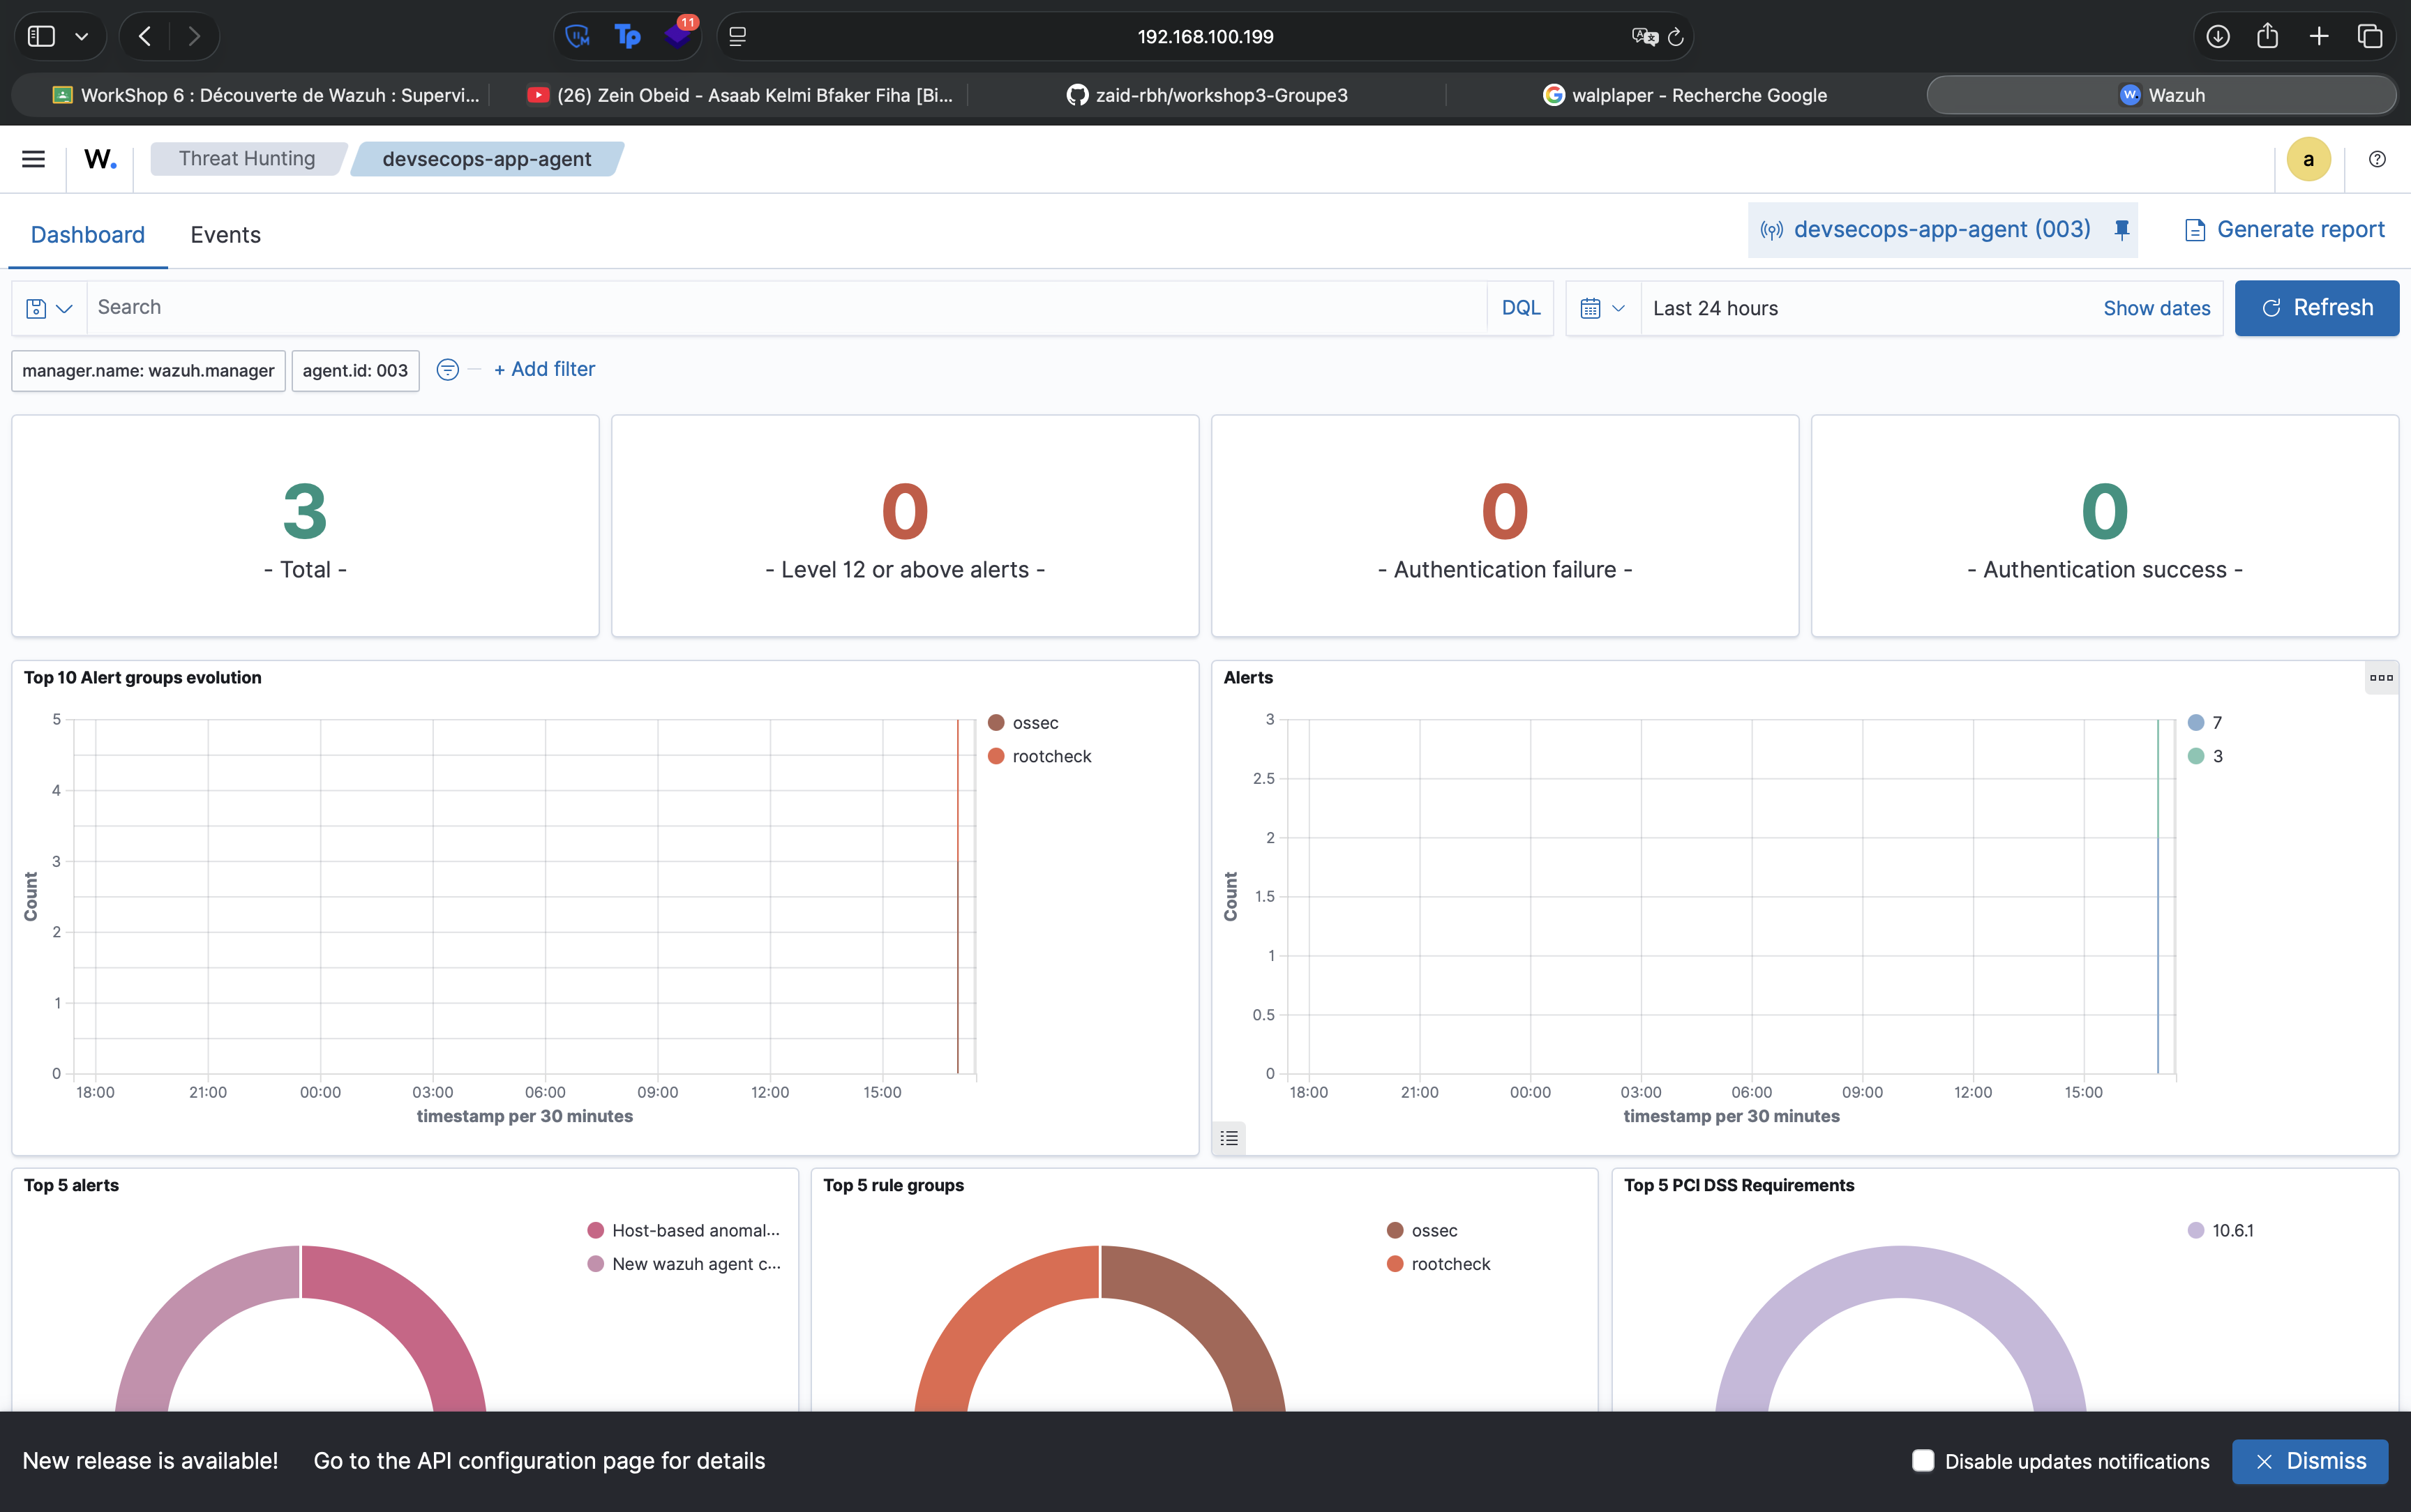 11
192.168.100.199
WorkShop 6 : Découverte de Wazuh : Supervi...
(26) Zein Obeid - Asaab Kelmi Bfaker Fiha [Bi...
zaid-rbh/workshop3-Groupe3
walplaper - Recherche Google
Wazuh
W.
Threat Hunting
devsecops-app-agent
a
Dashboard
Events
devsecops-app-agent (003)
Generate report
Search
DQL
Last 24 hours
Show dates
Refresh
manager.name: wazuh.manager
agent.id: 003
+ Add filter
3
- Total -
0
- Level 12 or above alerts -
0
- Authentication failure -
0
- Authentication success -
Top 10 Alert groups evolution
5
4
3
2
1
0
Count
18:00 21:00 00:00 03:00 06:00 09:00 12:00 15:00
timestamp per 30 minutes
ossec
rootcheck
Alerts
3
2.5
2
1.5
1
0.5
0
Count
18:00 21:00 00:00 03:00 06:00 09:00 12:00 15:00
timestamp per 30 minutes
7
3
Top 5 alerts
Host-based anomal...
New wazuh agent c...
Top 5 rule groups
ossec
rootcheck
Top 5 PCI DSS Requirements
10.6.1
New release is available!
Go to the API configuration page for details
Disable updates notifications
Dismiss